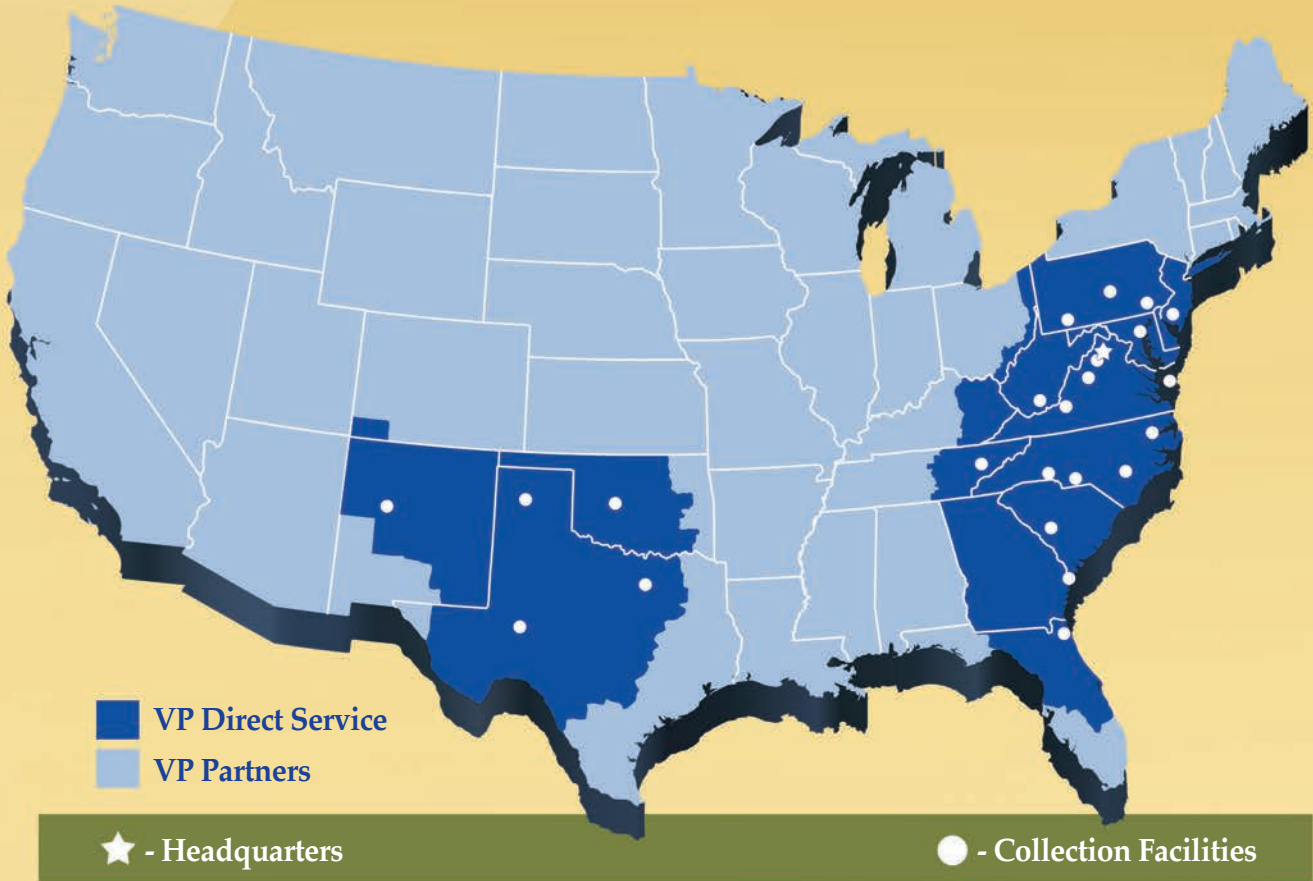 VP Direct Service
VP Partners
- Headquarters
- Collection Facilities